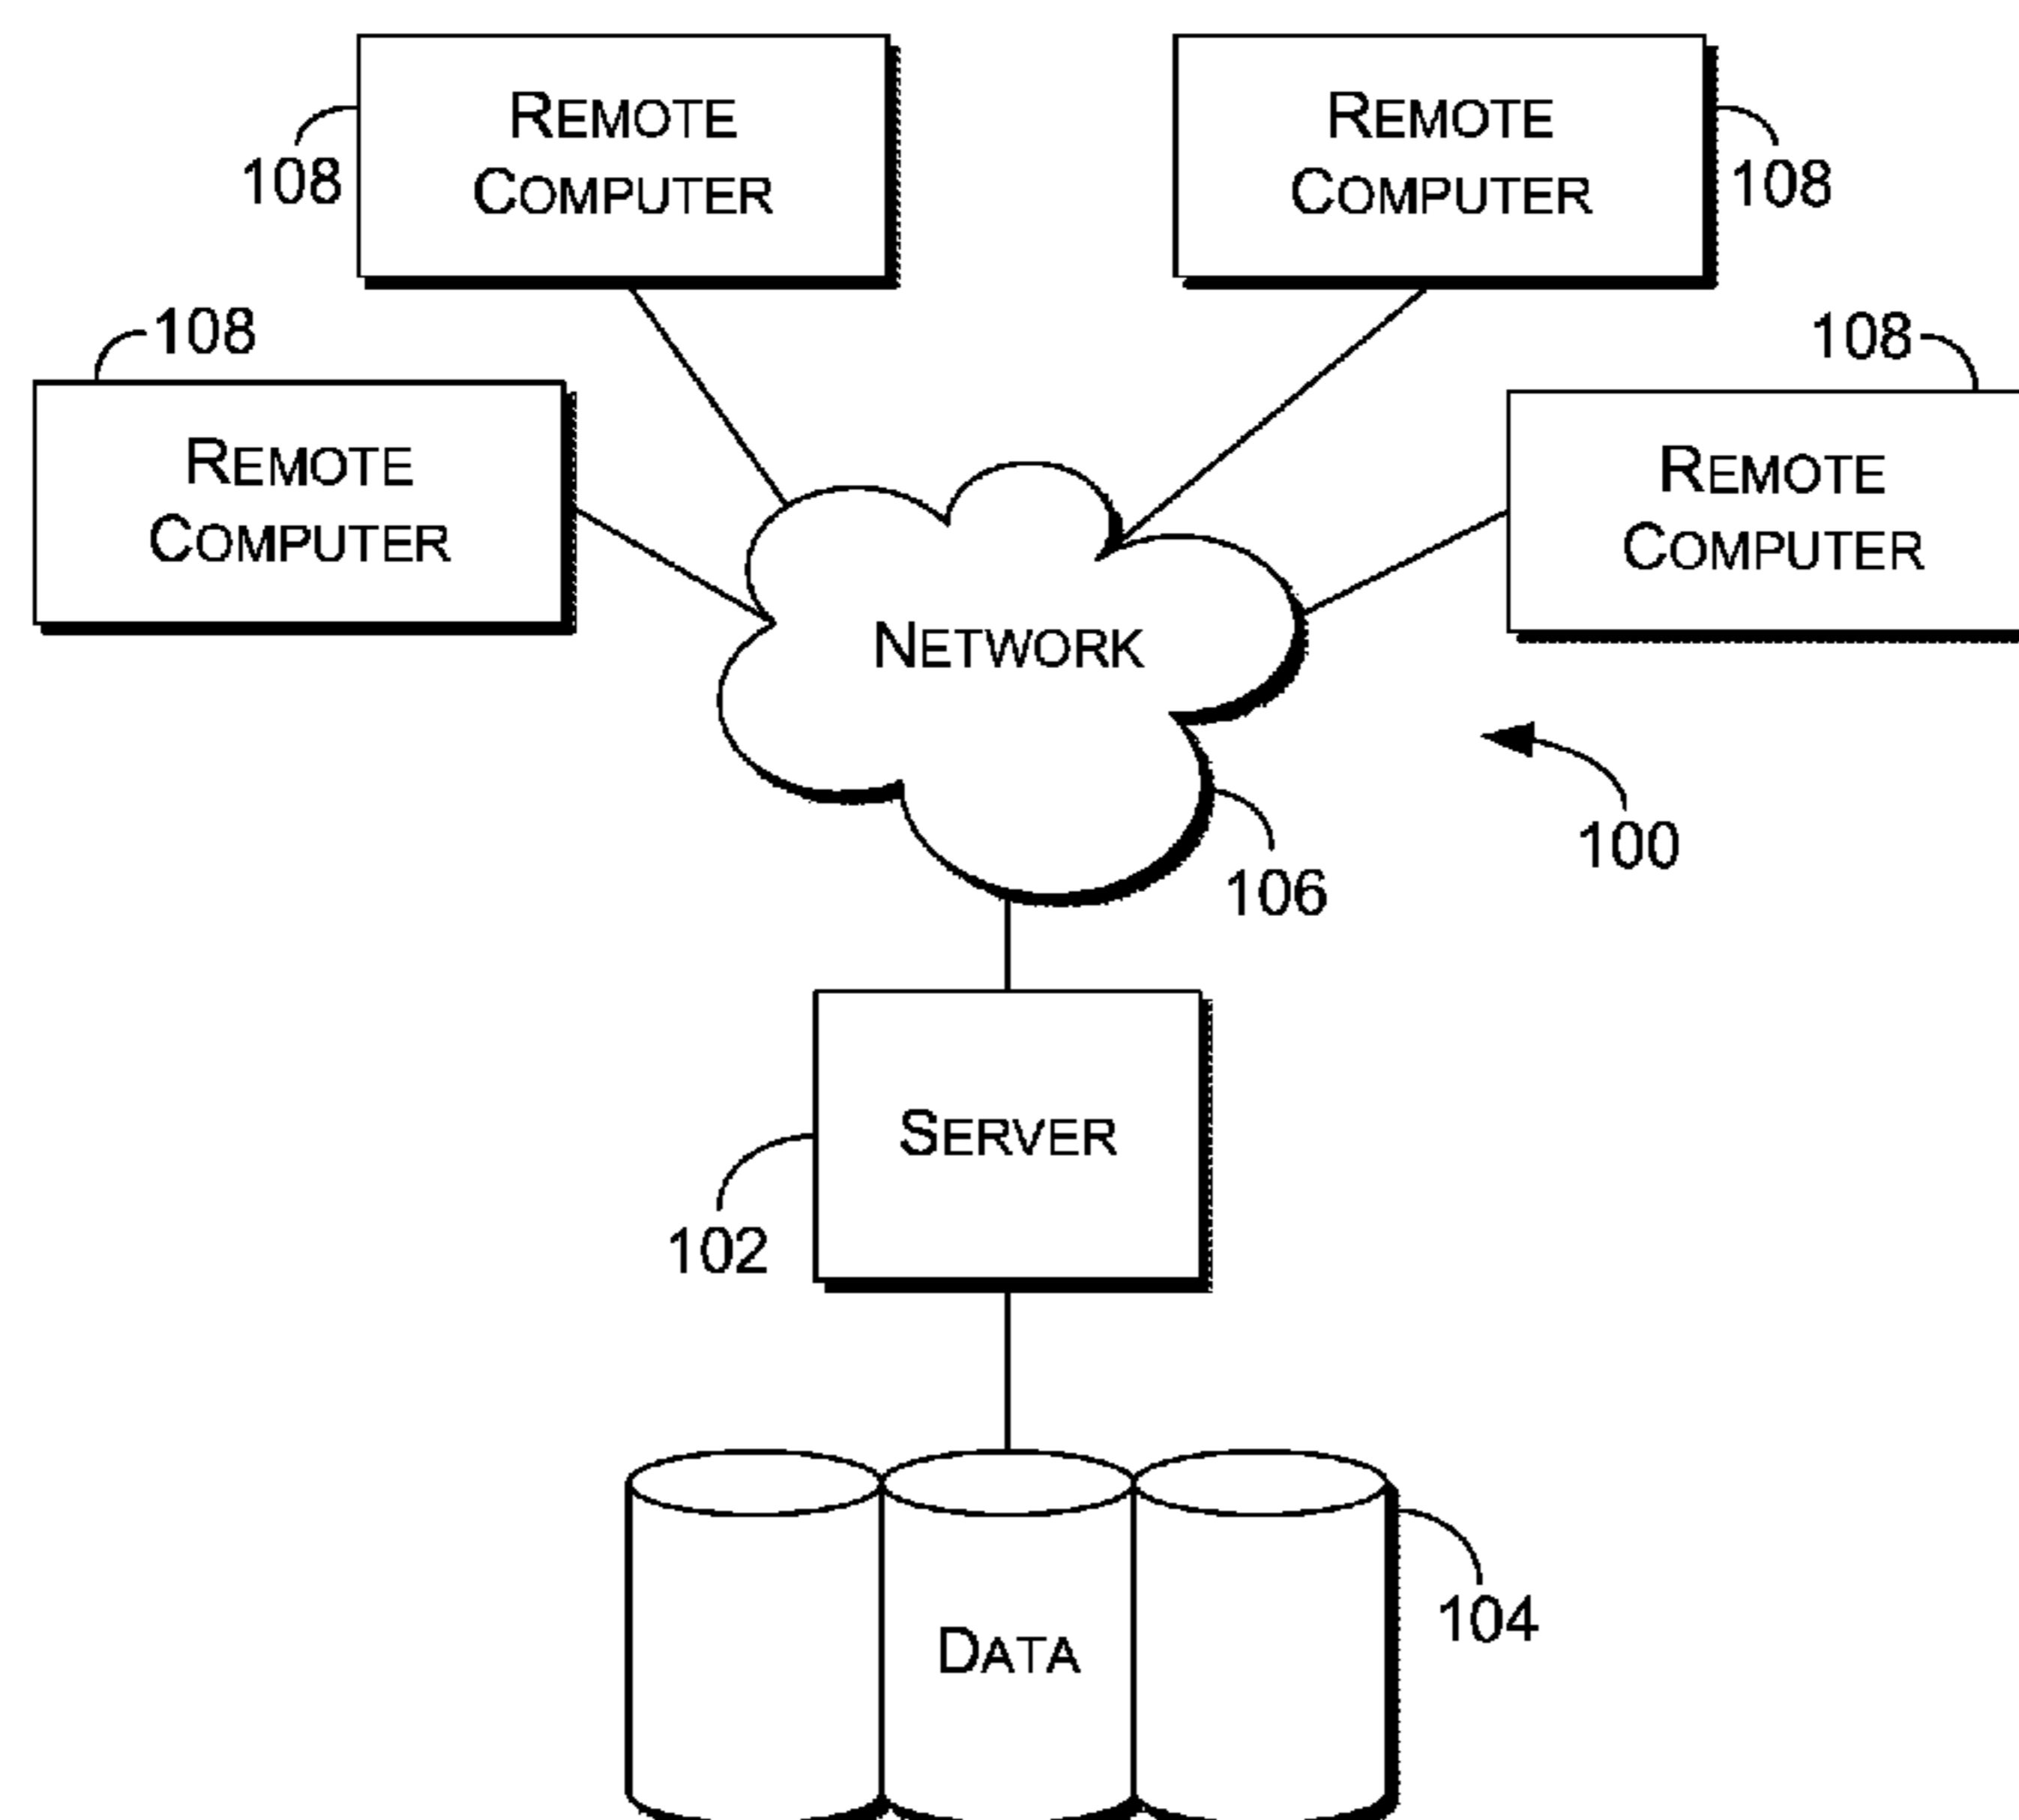 REMOTE
COMPUTER
108
REMOTE
COMPUTER
108
108
REMOTE
COMPUTER
108
REMOTE
COMPUTER
NETWORK
106
100
SERVER
102
DATA
104